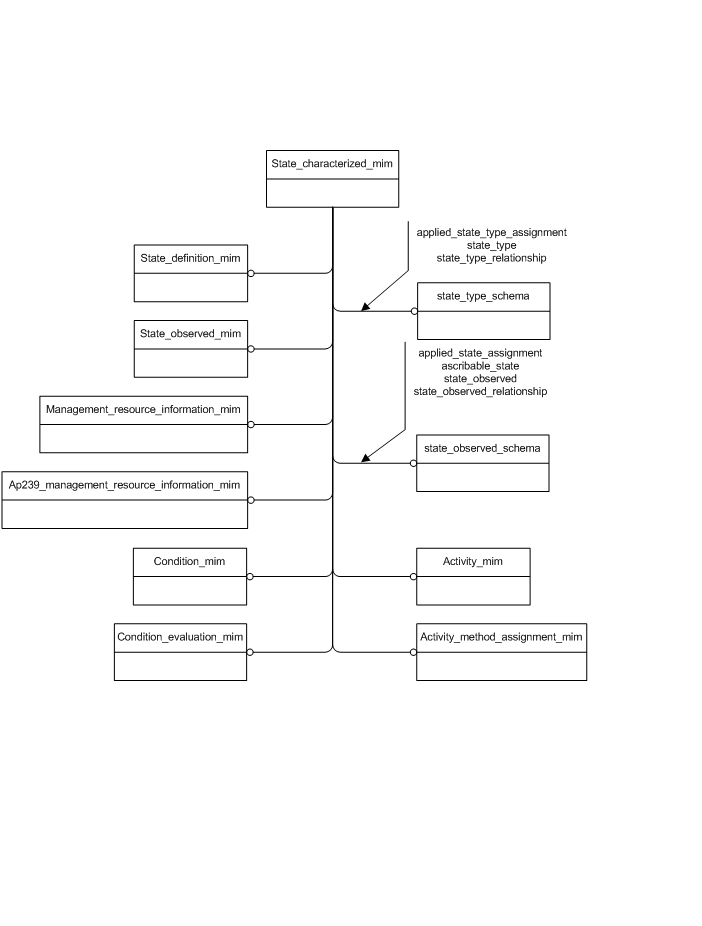 State_characterized_mim
applied_state_type_assignment
state_type
state_type_relationship
State_definition_mim
state_type_schema
State_observed_mim
applied_state_assignment
ascribable_state
state_observed
state_observed_relationship
Management_resource_information_mim
state_observed_schema
Ap239_management_resource_information_mim
Condition_mim
Activity_mim
Condition_evaluation_mim
Activity_method_assignment_mim